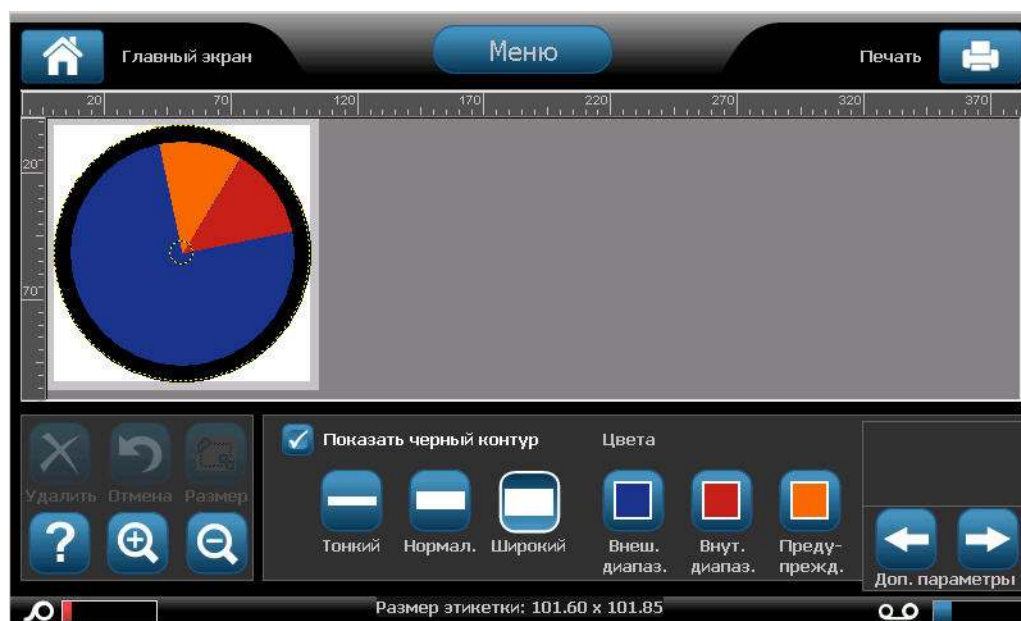 Главный экран
Меню
Печать
20 70 120 170 220 270 320 370
20
70
Показать черный контур
Цвета
Удалить Отмена Размер
?
Тонкий Нормал. Широкий
Внеш. диапаз.
Внут. диапаз.
Преду-
прежд.
Доп. параметры
Размер этикетки: 101.60 x 101.85